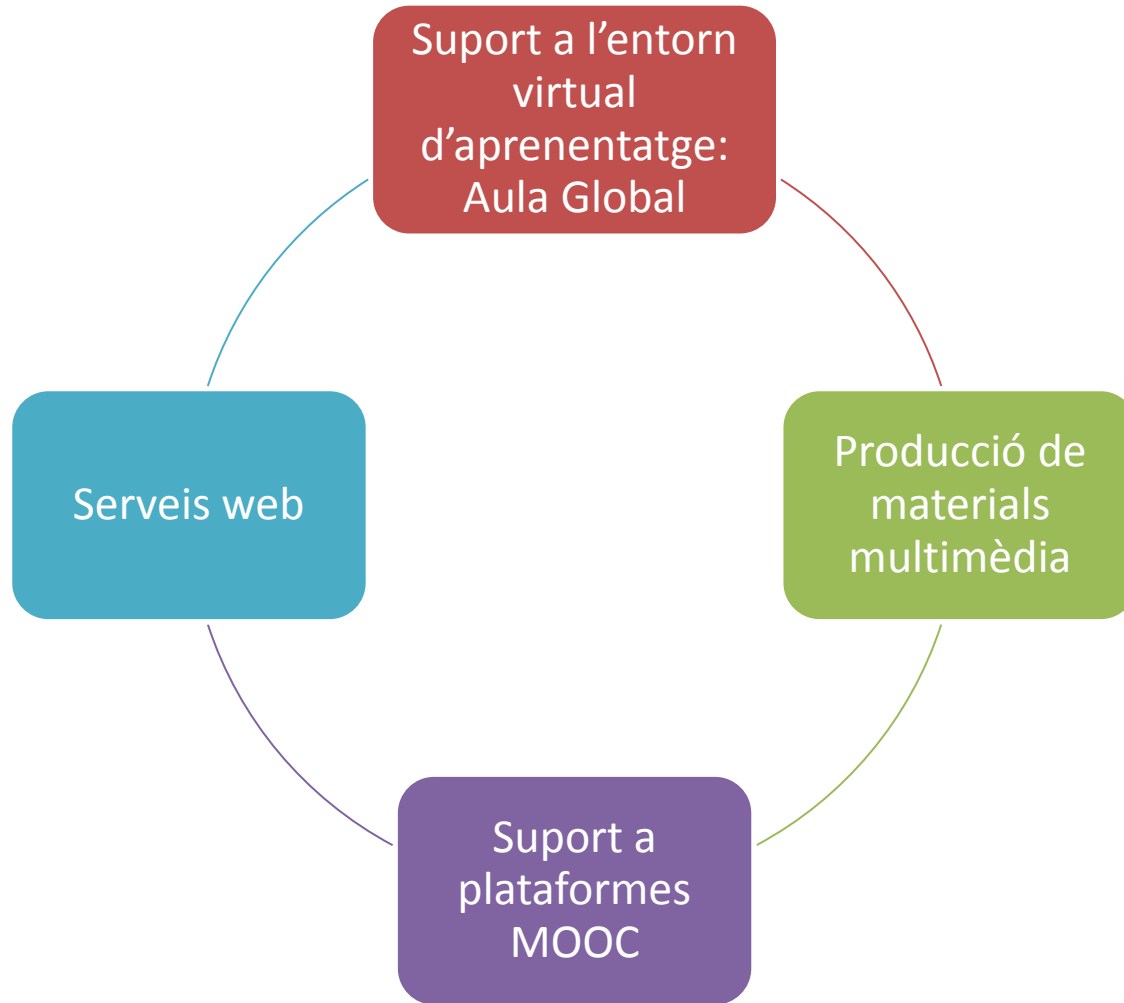 Suport a l’entorn
virtual
d’aprenentatge:
Aula Global
Serveis web
Producció de
materials
multimèdia
Suport a
plataformes
MOOC